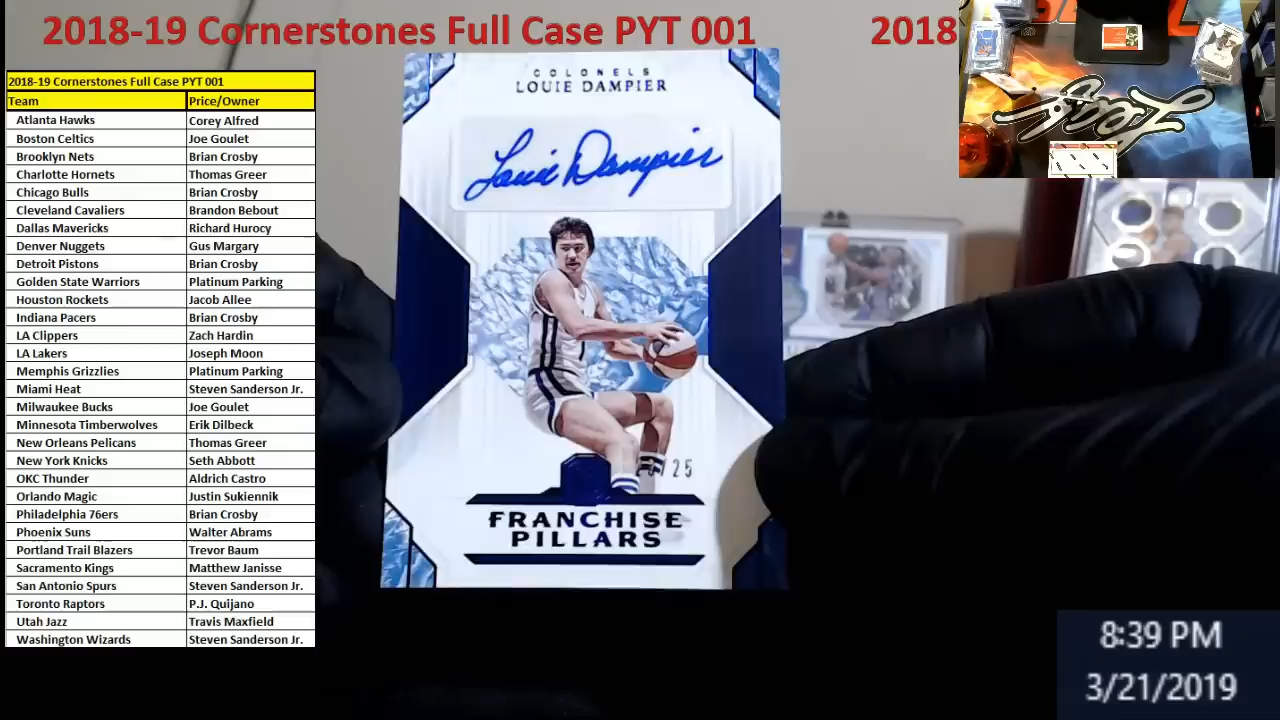 2018-19 Cornerstones Full Case PYT 001 2018
2018-19 Cornerstones Full Case PYT 001
Team Price/Owner
Atlanta Hawks Corey Alfred
Boston Celtics Joe Goulet
Brooklyn Nets Brian Crosby
Charlotte Hornets Thomas Greer
Chicago Bulls Brian Crosby
Cleveland Cavaliers Brandon Bebout
Dallas Mavericks Richard Hurocy
Denver Nuggets Gus Margary
Detroit Pistons Brian Crosby
Golden State Warriors Platinum Parking
Houston Rockets Jacob Allee
Indiana Pacers Brian Crosby
LA Clippers Zach Hardin
LA Lakers Joseph Moon
Memphis Grizzlies Platinum Parking
Miami Heat Steven Sanderson Jr.
Milwaukee Bucks Joe Goulet
Minnesota Timberwolves Erik Dilbeck
New Orleans Pelicans Thomas Greer
New York Knicks Seth Abbott
OKC Thunder Aldrich Castro
Orlando Magic Justin Sukiennik
Philadelphia 76ers Brian Crosby
Phoenix Suns Walter Abrams
Portland Trail Blazers Trevor Baum
Sacramento Kings Matthew Janisse
San Antonio Spurs Steven Sanderson Jr.
Toronto Raptors P.J. Quijano
Utah Jazz Travis Maxfield
Washington Wizards Steven Sanderson Jr.
COLONELS
LOUIE DAMPIER
Louie Dampier
/25
FRANCHISE
PILLARS
Leaf
8:39 PM
3/21/2019